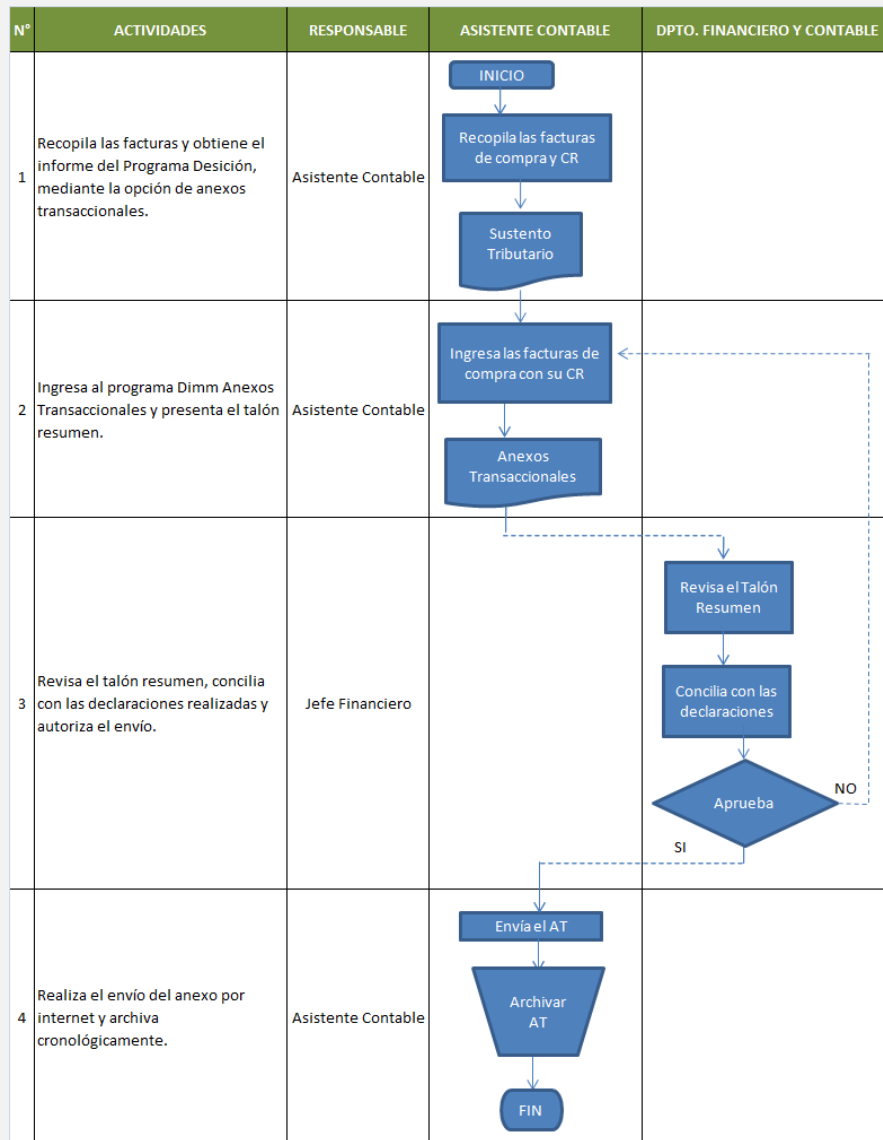 N° ACTIVIDADES RESPONSABLE ASISTENTE CONTABLE DPTO. FINANCIERO Y CONTABLE
INICIO
Recopila las facturas
de compra y CR
Recopila las facturas y obtiene el
informe del Programa Desición,
mediante la opción de anexos
transaccionales.
1
Asistente Contable
Sustento
Tributario
Ingresa las facturas de
compra con su CR
Ingresa al programa Dimm Anexos
Transaccionales y presenta el talón
resumen.
2
Asistente Contable
Anexos
Transaccionales
Revisa el Talón
Resumen
Revisa el talón resumen, concilia
con las declaraciones realizadas y
autoriza el envío.
3
Jefe Financiero
Concilia con las
declaraciones
NO
Aprueba
SI
Envía el AT
Realiza el envío del anexo por
internet y archiva
cronológicamente.
4
Asistente Contable
Archivar
AT
FIN